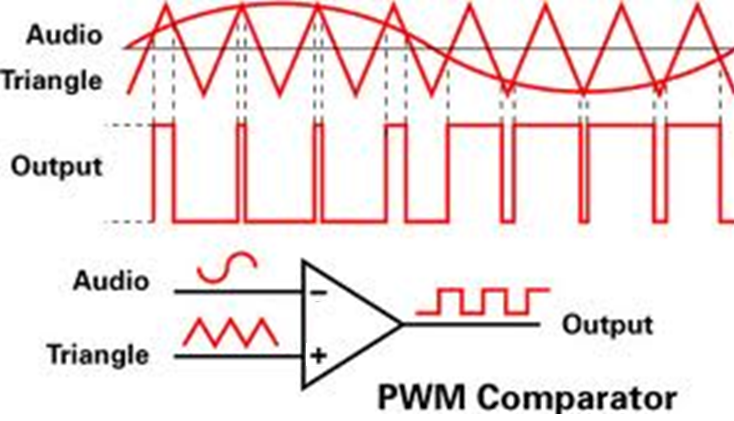 Audio
Triangle
Output
Audio
−
Triangle
+
Output
PWM Comparator